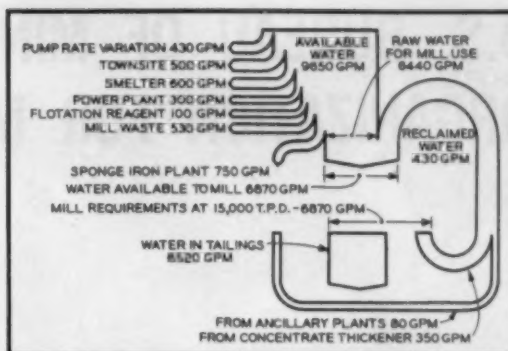 PUMP RATE VARIATION 430 GPM
TOWNSITE 500 GPM
SMELTER 600 GPM
POWER PLANT 300 GPM
FLOTATION REAGENT 100 GPM
MILL WASTE 530 GPM
AVAILABLE
WATER
9650 GPM
RAW WATER
FOR MILL USE
6440 GPM
RECLAIMED
WATER
430 GPM
SPONGE IRON PLANT 750 GPM
WATER AVAILABLE TO MILL 6870 GPM
MILL REQUIREMENTS AT 15,000 T.P.D.-6870 GPM
WATER IN TAILINGS
6520 GPM
FROM ANCILLARY PLANTS 80 GPM
FROM CONCENTRATE THICKENER 350 GPM